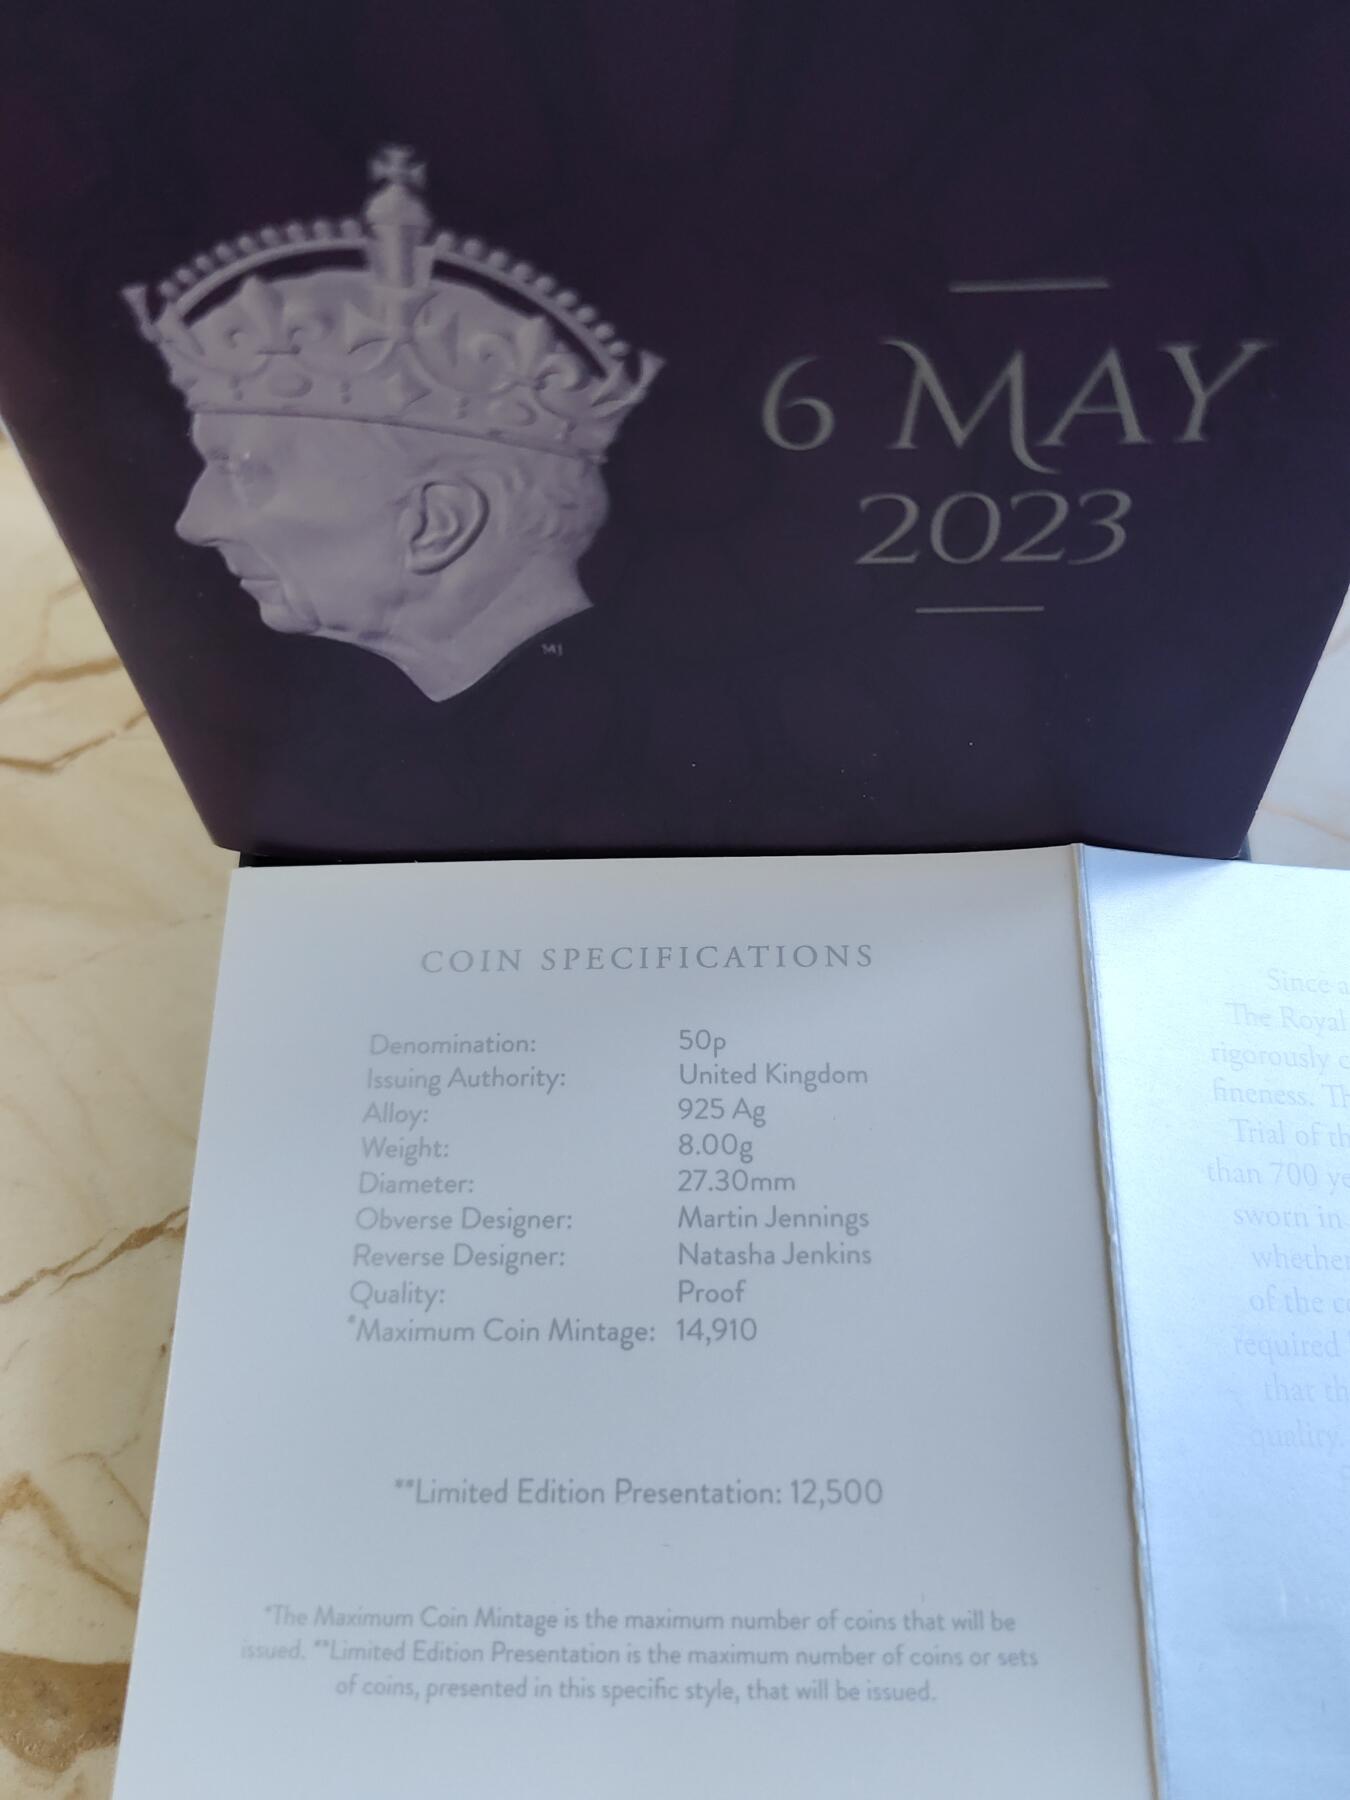 6 MAY
2023
MJ
COIN SPECIFICATIONS
Denomination: 50p
Issuing Authority: United Kingdom
Alloy: 925 Ag
Weight: 8.00g
Diameter: 27.30mm
Obverse Designer: Martin Jennings
Reverse Designer: Natasha Jenkins
Quality: Proof
*Maximum Coin Mintage: 14,910
**Limited Edition Presentation: 12,500
*The Maximum Coin Mintage is the maximum number of coins that will be
issued. **Limited Edition Presentation is the maximum number of coins or sets
of coins, presented in this specific style, that will be issued.
Since
The Royal
rigorously
fineness.
Trial of
than 700
sworn in
whether
of the
required
that
quality.